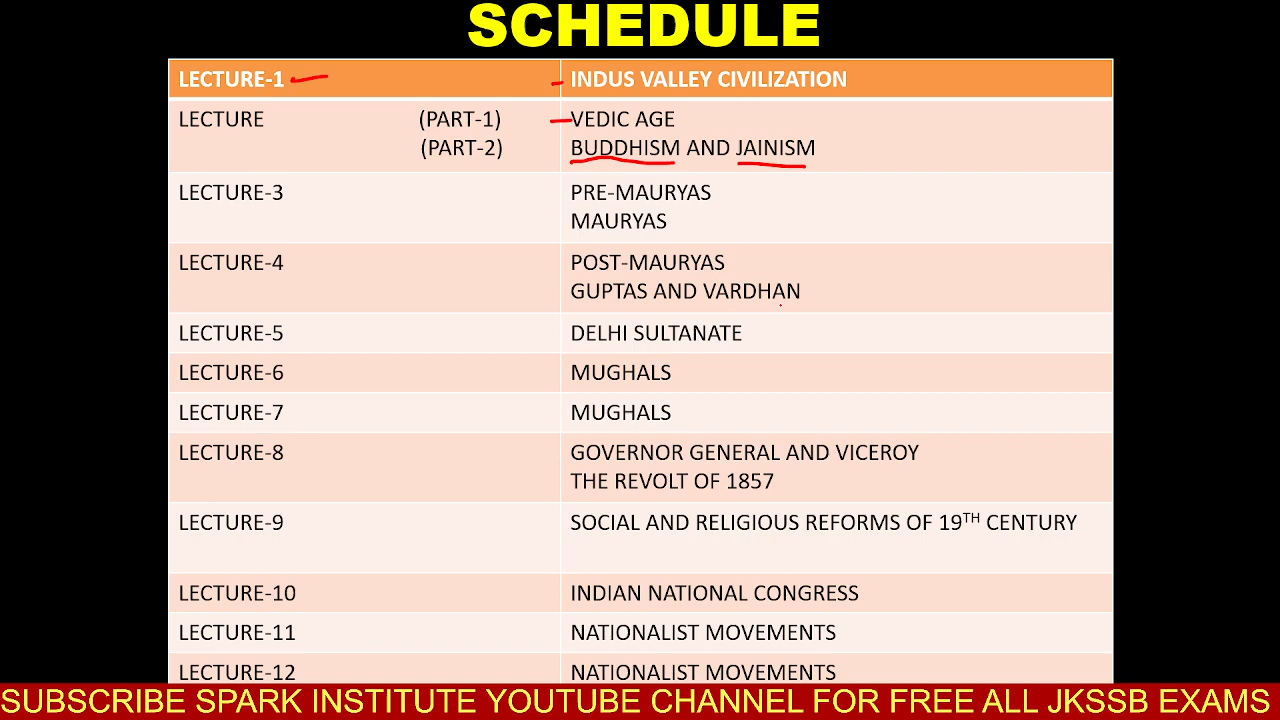 SCHEDULE
LECTURE-1 INDUS VALLEY CIVILIZATION
LECTURE (PART-1) VEDIC AGE
(PART-2) BUDDHISM AND JAINISM
LECTURE-3 PRE-MAURYAS
MAURYAS
LECTURE-4 POST-MAURYAS
GUPTAS AND VARDHAN
LECTURE-5 DELHI SULTANATE
LECTURE-6 MUGHALS
LECTURE-7 MUGHALS
LECTURE-8 GOVERNOR GENERAL AND VICEROY
THE REVOLT OF 1857
LECTURE-9 SOCIAL AND RELIGIOUS REFORMS OF 19TH CENTURY
LECTURE-10 INDIAN NATIONAL CONGRESS
LECTURE-11 NATIONALIST MOVEMENTS
LECTURE-12 NATIONALIST MOVEMENTS
SUBSCRIBE SPARK INSTITUTE YOUTUBE CHANNEL FOR FREE ALL JKSSB EXAMS